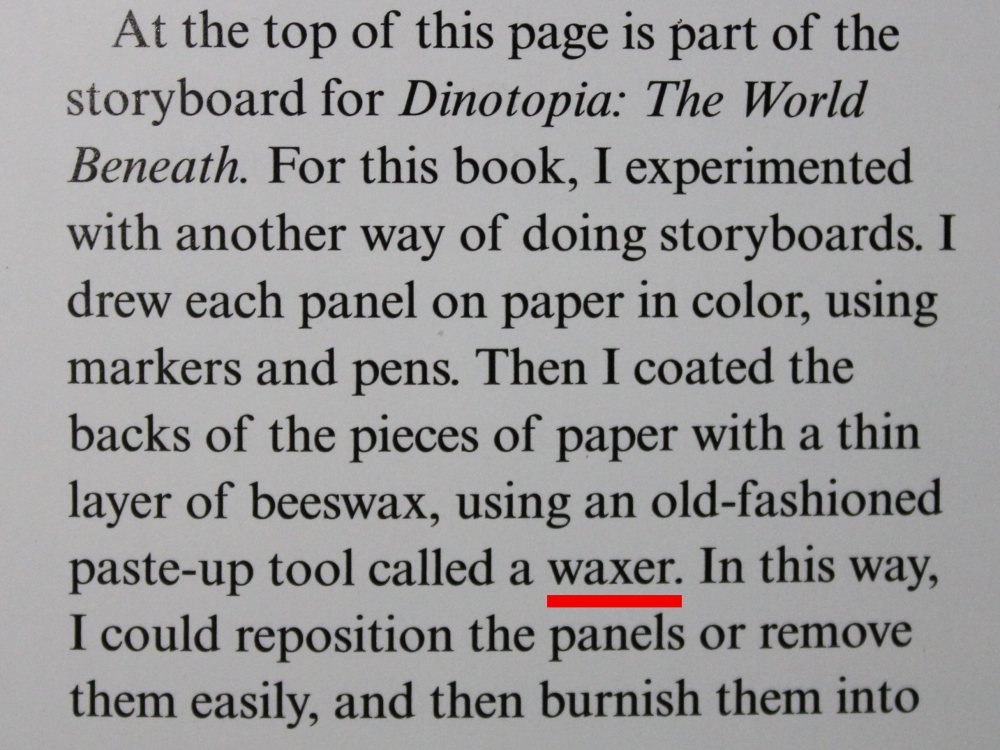 At the top of this page is part of the
storyboard for Dinotopia: The World
Beneath. For this book, I experimented
with another way of doing storyboards. I
drew each panel on paper in color, using
markers and pens. Then I coated the
backs of the pieces of paper with a thin
layer of beeswax, using an old-fashioned
paste-up tool called a waxer. In this way,
I could reposition the panels or remove
them easily, and then burnish them into